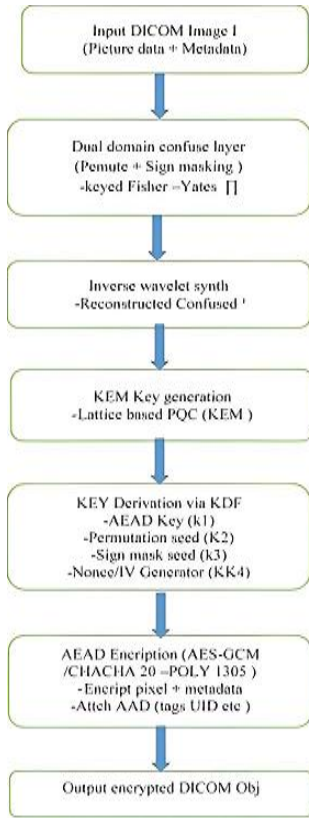 Input DICOM Image I
(Picture data + Metadata)
Dual domain confuse layer
(Pemute + Sign masking )
-keyed Fisher –Yates ∏
Inverse wavelet synth
-Reconstructed Confused '
KEM Key generation
-Lattice based PQC (KEM )
KEY Derivation via KDF
-AEAD Key (k1)
-Permutation seed (K2)
-Sign mask seed (k3)
-Nonce/IV Generator (KK4)
AEAD Encription (AES-GCM
/CHACHA 20 –POLY 1305 )
-Encript pixel + metadata
-Attch AAD (tags UID etc )
Output encrypted DICOM Obj